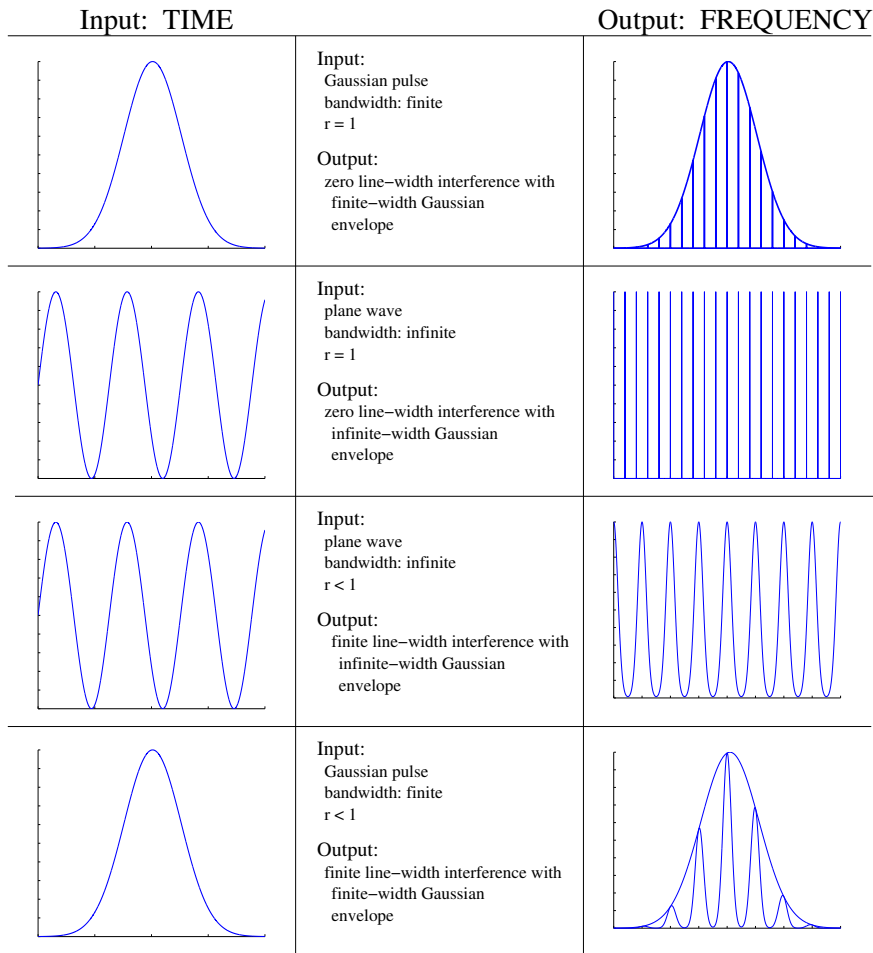 Input: TIME
Output: FREQUENCY
Input:
Gaussian pulse
bandwidth: finite
r = 1
Output:
zero line−width interference with
finite−width Gaussian
envelope
Input:
plane wave
bandwidth: infinite
r = 1
Output:
zero line−width interference with
infinite−width Gaussian
envelope
Input:
plane wave
bandwidth: infinite
r < 1
Output:
finite line−width interference with
infinite−width Gaussian
envelope
Input:
Gaussian pulse
bandwidth: finite
r < 1
Output:
finite line−width interference with
finite−width Gaussian
envelope